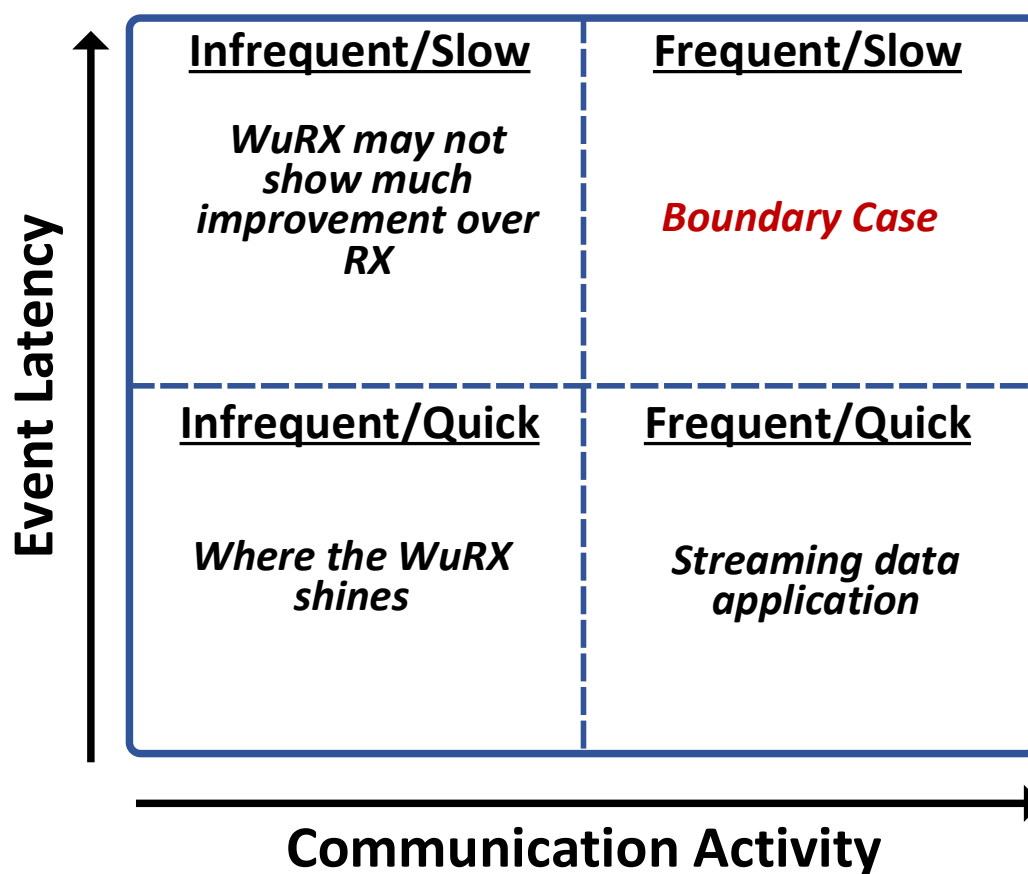 Infrequent/Slow
WuRX may not
show much
improvement over
RX
Frequent/Slow
Boundary Case
Infrequent/Quick
Where the WuRX
shines
Frequent/Quick
Streaming data
application
Event Latency
Communication Activity